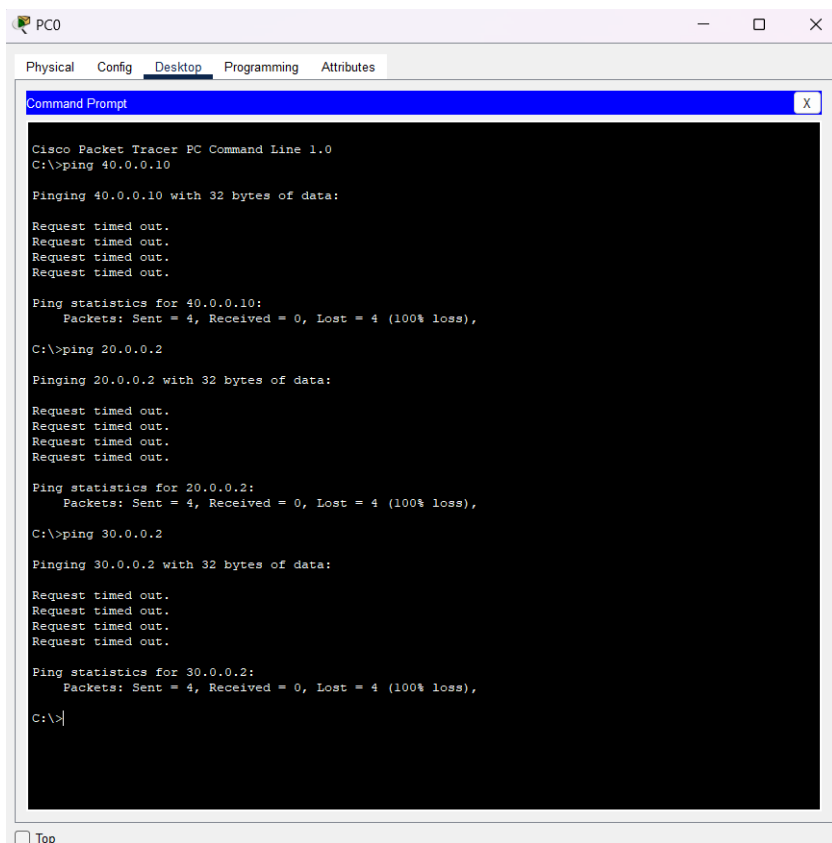 PC0
Physical Config Desktop Programming Attributes
Command Prompt
X
Cisco Packet Tracer PC Command Line 1.0
C:\>ping 40.0.0.10
Pinging 40.0.0.10 with 32 bytes of data:
Request timed out.
Request timed out.
Request timed out.
Request timed out.
Ping statistics for 40.0.0.10:
Packets: Sent = 4, Received = 0, Lost = 4 (100% loss),
C:\>ping 20.0.0.2
Pinging 20.0.0.2 with 32 bytes of data:
Request timed out.
Request timed out.
Request timed out.
Request timed out.
Ping statistics for 20.0.0.2:
Packets: Sent = 4, Received = 0, Lost = 4 (100% loss),
C:\>ping 30.0.0.2
Pinging 30.0.0.2 with 32 bytes of data:
Request timed out.
Request timed out.
Request timed out.
Request timed out.
Ping statistics for 30.0.0.2:
Packets: Sent = 4, Received = 0, Lost = 4 (100% loss),
C:\>
Top